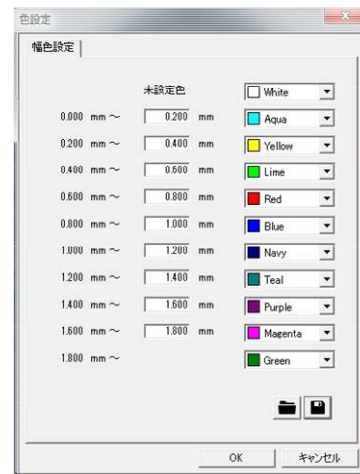 色設定
幅色設定
未設定色 White
0.000 mm ～ 0.200 mm Aqua
0.200 mm ～ 0.400 mm Yellow
0.400 mm ～ 0.600 mm Lime
0.600 mm ～ 0.800 mm Red
0.800 mm ～ 1.000 mm Blue
1.000 mm ～ 1.200 mm Navy
1.200 mm ～ 1.400 mm Teal
1.400 mm ～ 1.600 mm Purple
1.600 mm ～ 1.800 mm Magenta
1.800 mm ～ Green
OK キャンセル